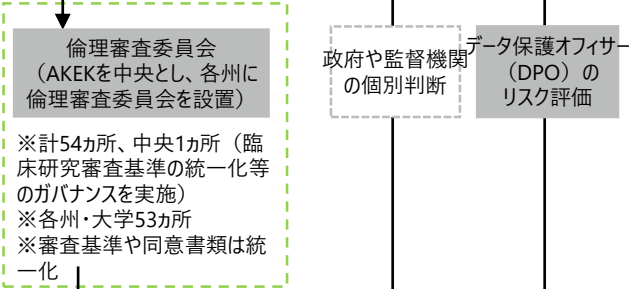 倫理審査委員会
（AKEKを中央とし、各州に
倫理審査委員会を設置）
※計54ヵ所、中央1ヵ所（臨
床研究審査基準の統一化等
のガバナンスを実施）
※各州・大学53ヵ所
※審査基準や同意書類は統
一化
政府や監督機関
の個別判断
データ保護オフィサー
（DPO）の
リスク評価